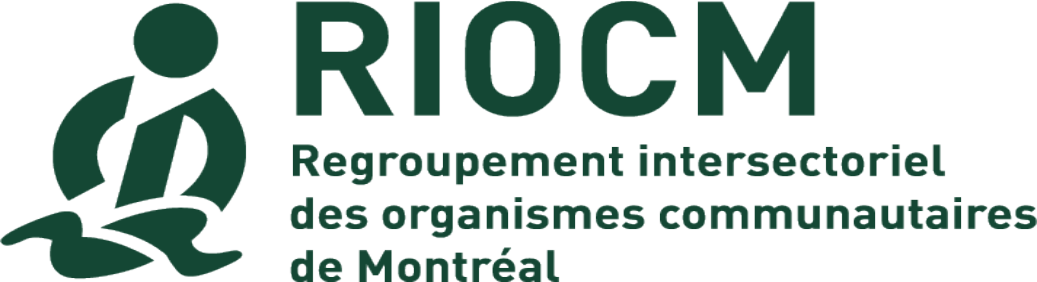 RIOCM
Regroupement intersectoriel
des organismes communautaires
de Montréal